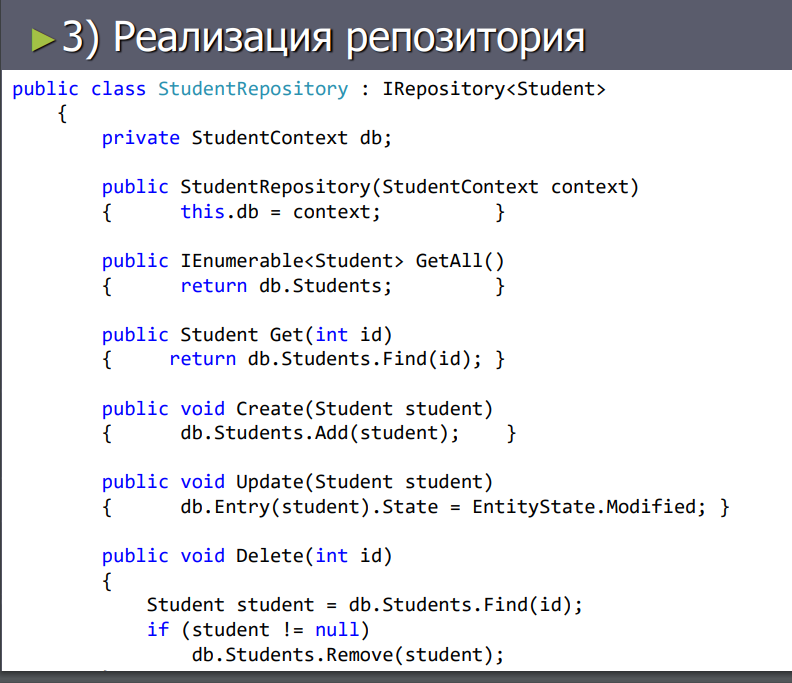 3) Реализация репозитория
public class StudentRepository : IRepository<Student>
{
private StudentContext db;
public StudentRepository(StudentContext context)
{ this.db = context; }
public IEnumerable<Student> GetAll()
{ return db.Students; }
public Student Get(int id)
{ return db.Students.Find(id); }
public void Create(Student student)
{ db.Students.Add(student); }
public void Update(Student student)
{ db.Entry(student).State = EntityState.Modified; }
public void Delete(int id)
{
Student student = db.Students.Find(id);
if (student != null)
db.Students.Remove(student);